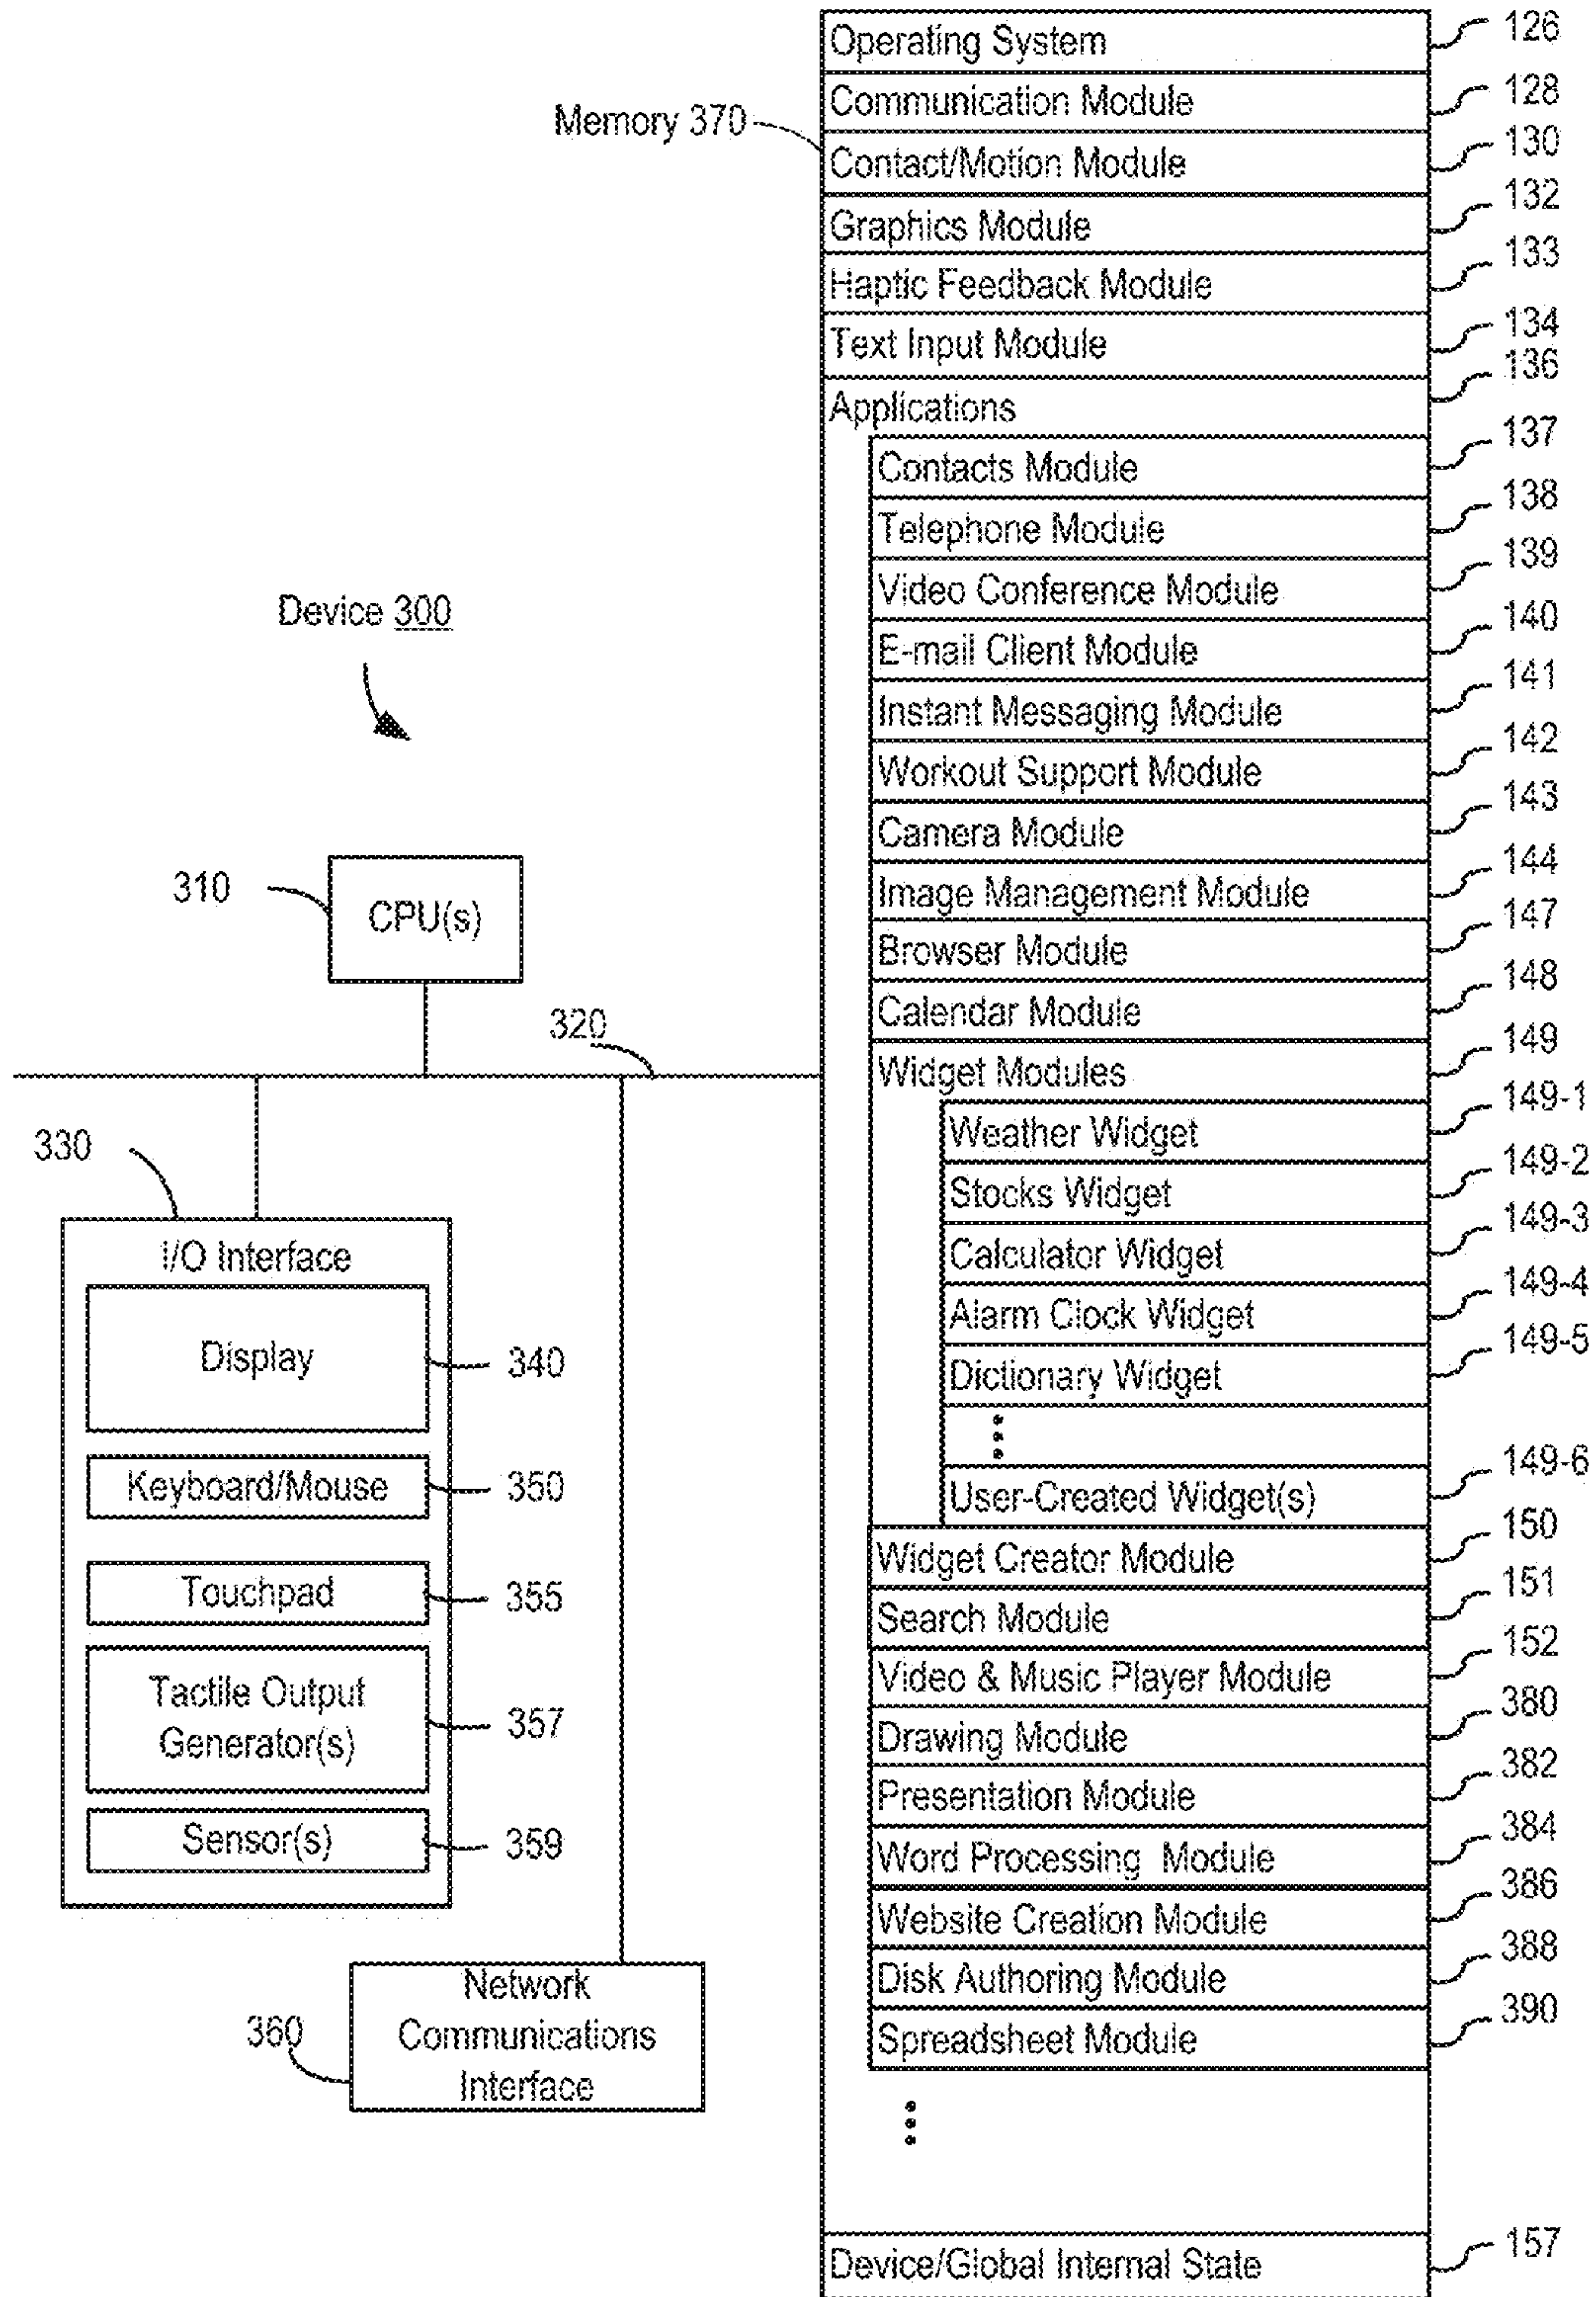 Memory 370
Operating System 126
Communication Module 128
Contact/Motion Module 130
Graphics Module 132
Haptic Feedback Module 133
Text Input Module 134
Applications 136
Contacts Module 137
Telephone Module 138
Video Conference Module 139
E-mail Client Module 140
Instant Messaging Module 141
Workout Support Module 142
Camera Module 143
Image Management Module 144
Browser Module 147
Calendar Module 148
Widget Modules 149
Weather Widget 149-1
Stocks Widget 149-2
Calculator Widget 149-3
Alarm Clock Widget 149-4
Dictionary Widget 149-5
User-Created Widget(s) 149-6
Widget Creator Module 150
Search Module 151
Video & Music Player Module 152
Drawing Module 380
Presentation Module 382
Word Processing Module 384
Website Creation Module 386
Disk Authoring Module 388
Spreadsheet Module 390
Device/Global Internal State 157
Device 300
310
CPU(s)
320
330
I/O Interface
Display 340
Keyboard/Mouse 350
Touchpad 355
Tactile Output
Generator(s) 357
Sensor(s) 359
360
Network
Communications
Interface